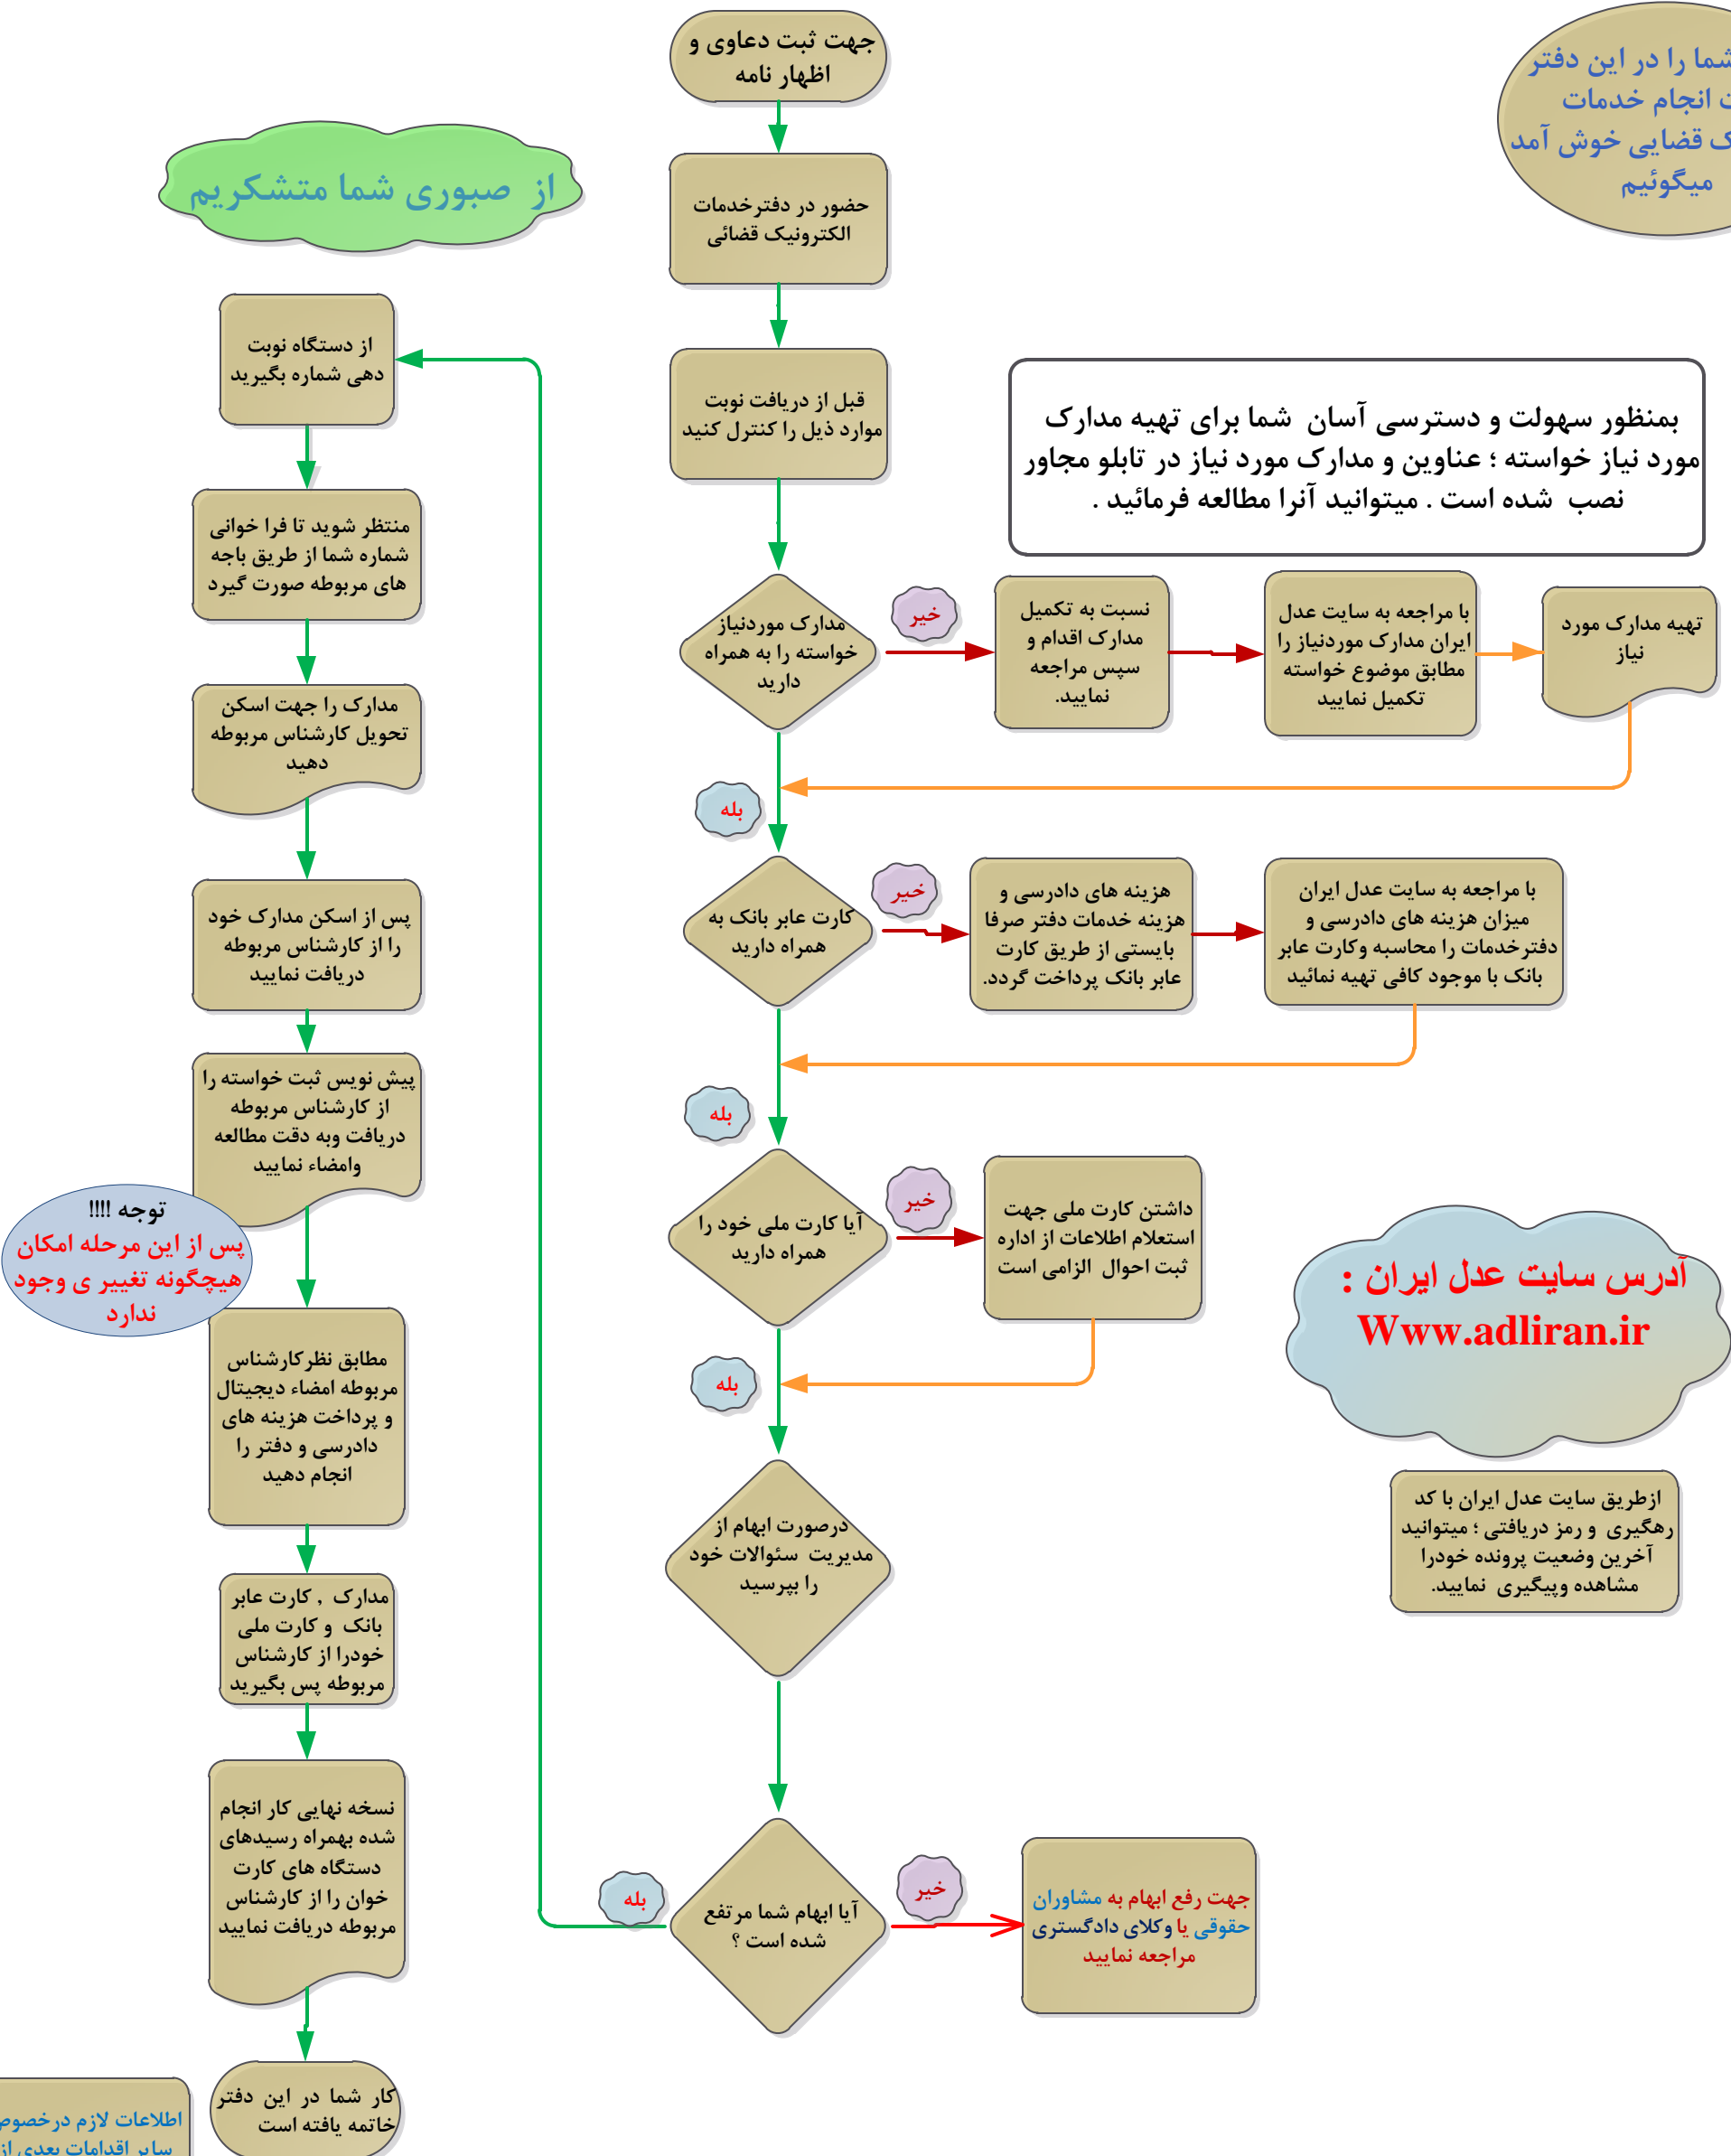 جهت ثبت دعاوی و
اظهار نامه
شما را در این دفتر
انجام خدمات
قضایی خوش آمد
میگوئیم
از صبوری شما متشکریم
حضور در دفترخدمات
الکترونیک قضائی
قبل از دریافت نوبت
موارد ذیل را کنترل کنید
بمنظور سهولت و دسترسی آسان شما برای تهیه مدارک
مورد نیاز خواسته ؛ عناوین و مدارک مورد نیاز در تابلو مجاور
نصب شده است . میتوانید آنرا مطالعه فرمائید .
مدارک موردنیاز
خواسته را به همراه
دارید
خیر
نسبت به تکمیل
مدارک اقدام و
سپس مراجعه
نمایید.
با مراجعه به سایت عدل
ایران مدارک موردنیاز را
مطابق موضوع خواسته
تکمیل نمایید
تهیه مدارک مورد
نیاز
بله
کارت عابر بانک به
همراه دارید
خیر
هزینه های دادرسی و
هزینه خدمات دفتر صرفا
بایستی از طریق کارت
عابر بانک پرداخت گردد.
با مراجعه به سایت عدل ایران
میزان هزینه های دادرسی و
دفترخدمات را محاسبه وکارت عابر
بانک با موجود کافی تهیه نمائید
بله
آیا کارت ملی خود را
همراه دارید
خیر
داشتن کارت ملی جهت
استعلام اطلاعات از اداره
ثبت احوال الزامی است
بله
درصورت ابهام از
مدیریت سئوالات خود
را بپرسید
آیا ابهام شما مرتفع
شده است ؟
خیر
جهت رفع ابهام به مشاوران
حقوقی یا وکلای دادگستری
مراجعه نمایید
بله
آدرس سایت عدل ایران :
Www.adliran.ir
ازطریق سایت عدل ایران با کد
رهگیری و رمز دریافتی ؛ میتوانید
آخرین وضعیت پرونده خودرا
مشاهده وپیگیری نمایید.
از دستگاه نوبت
دهی شماره بگیرید
منتظر شوید تا فرا خوانی
شماره شما از طریق باجه
های مربوطه صورت گیرد
مدارک را جهت اسکن
تحویل کارشناس مربوطه
دهید
پس از اسکن مدارک خود
را از کارشناس مربوطه
دریافت نمایید
پیش نویس ثبت خواسته را
از کارشناس مربوطه
دریافت وبه دقت مطالعه
وامضاء نمایید
توجه !!!!
پس از این مرحله امکان
هیچگونه تغییر ی وجود
ندارد
مطابق نظرکارشناس
مربوطه امضاء دیجیتال
و پرداخت هزینه های
دادرسی و دفتر را
انجام دهید
مدارک , کارت عابر
بانک و کارت ملی
خودرا از کارشناس
مربوطه پس بگیرید
نسخه نهایی کار انجام
شده بهمراه رسیدهای
دستگاه های کارت
خوان را از کارشناس
مربوطه دریافت نمایید
کار شما در این دفتر
خاتمه یافته است
اطلاعات لازم درخصوص
سایر اقدامات بعدی از